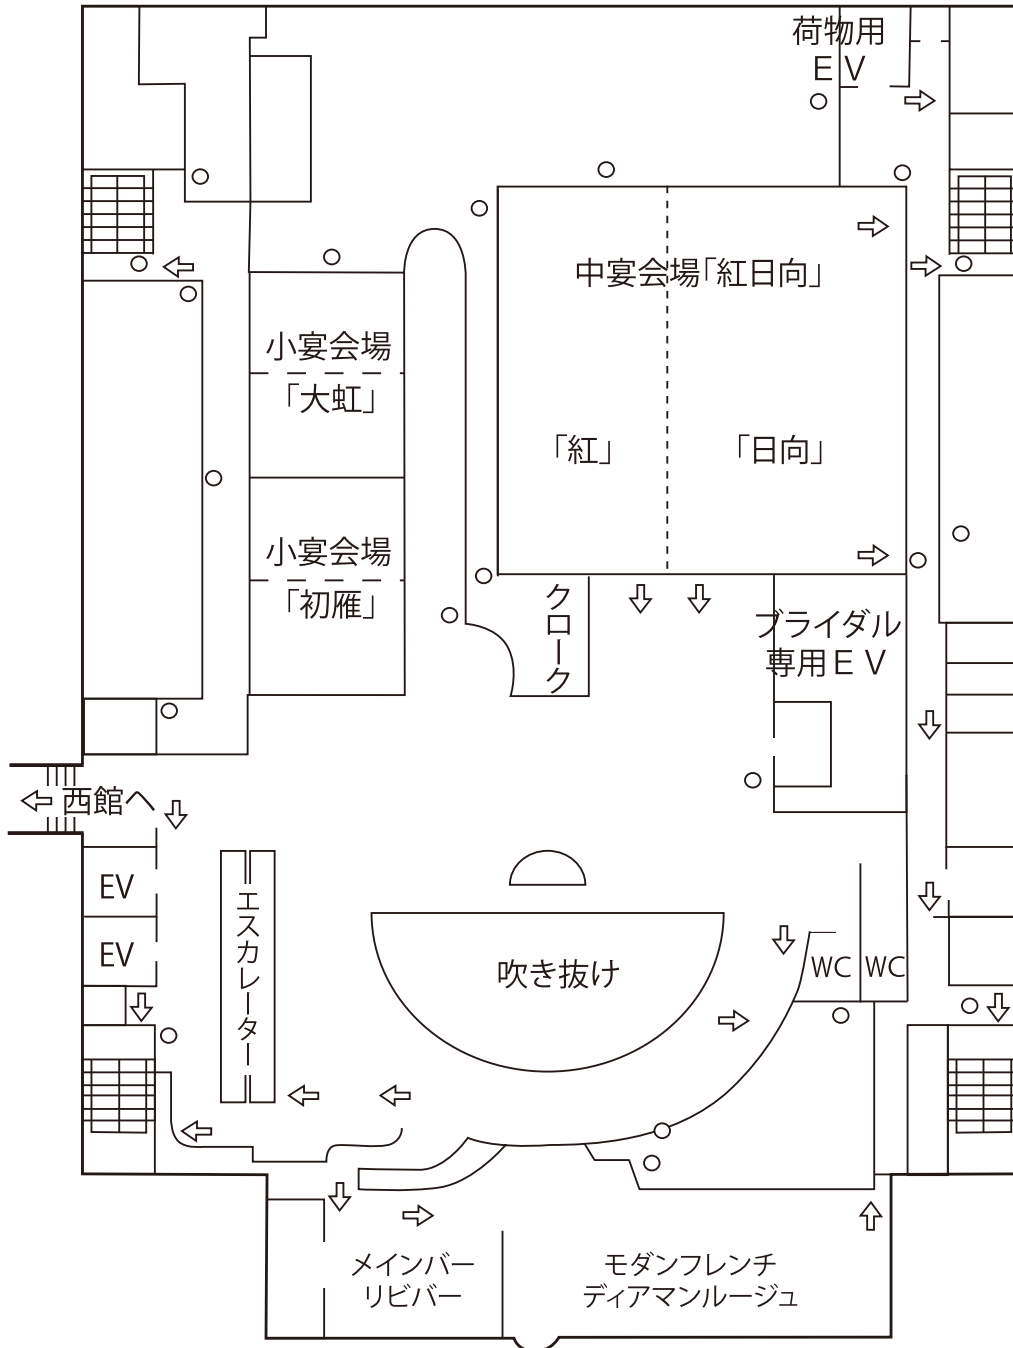 荷物用
EV
中宴会場「紅日向」
小宴会場
「大虹」
「紅」
「日向」
小宴会場
「初雁」
クローク
ブライダル
専用EV
西館へ
EV
EV
エスカレーター
吹き抜け
WC
WC
メインバー
リビバー
モダンフレンチ
ディアマンルージュ